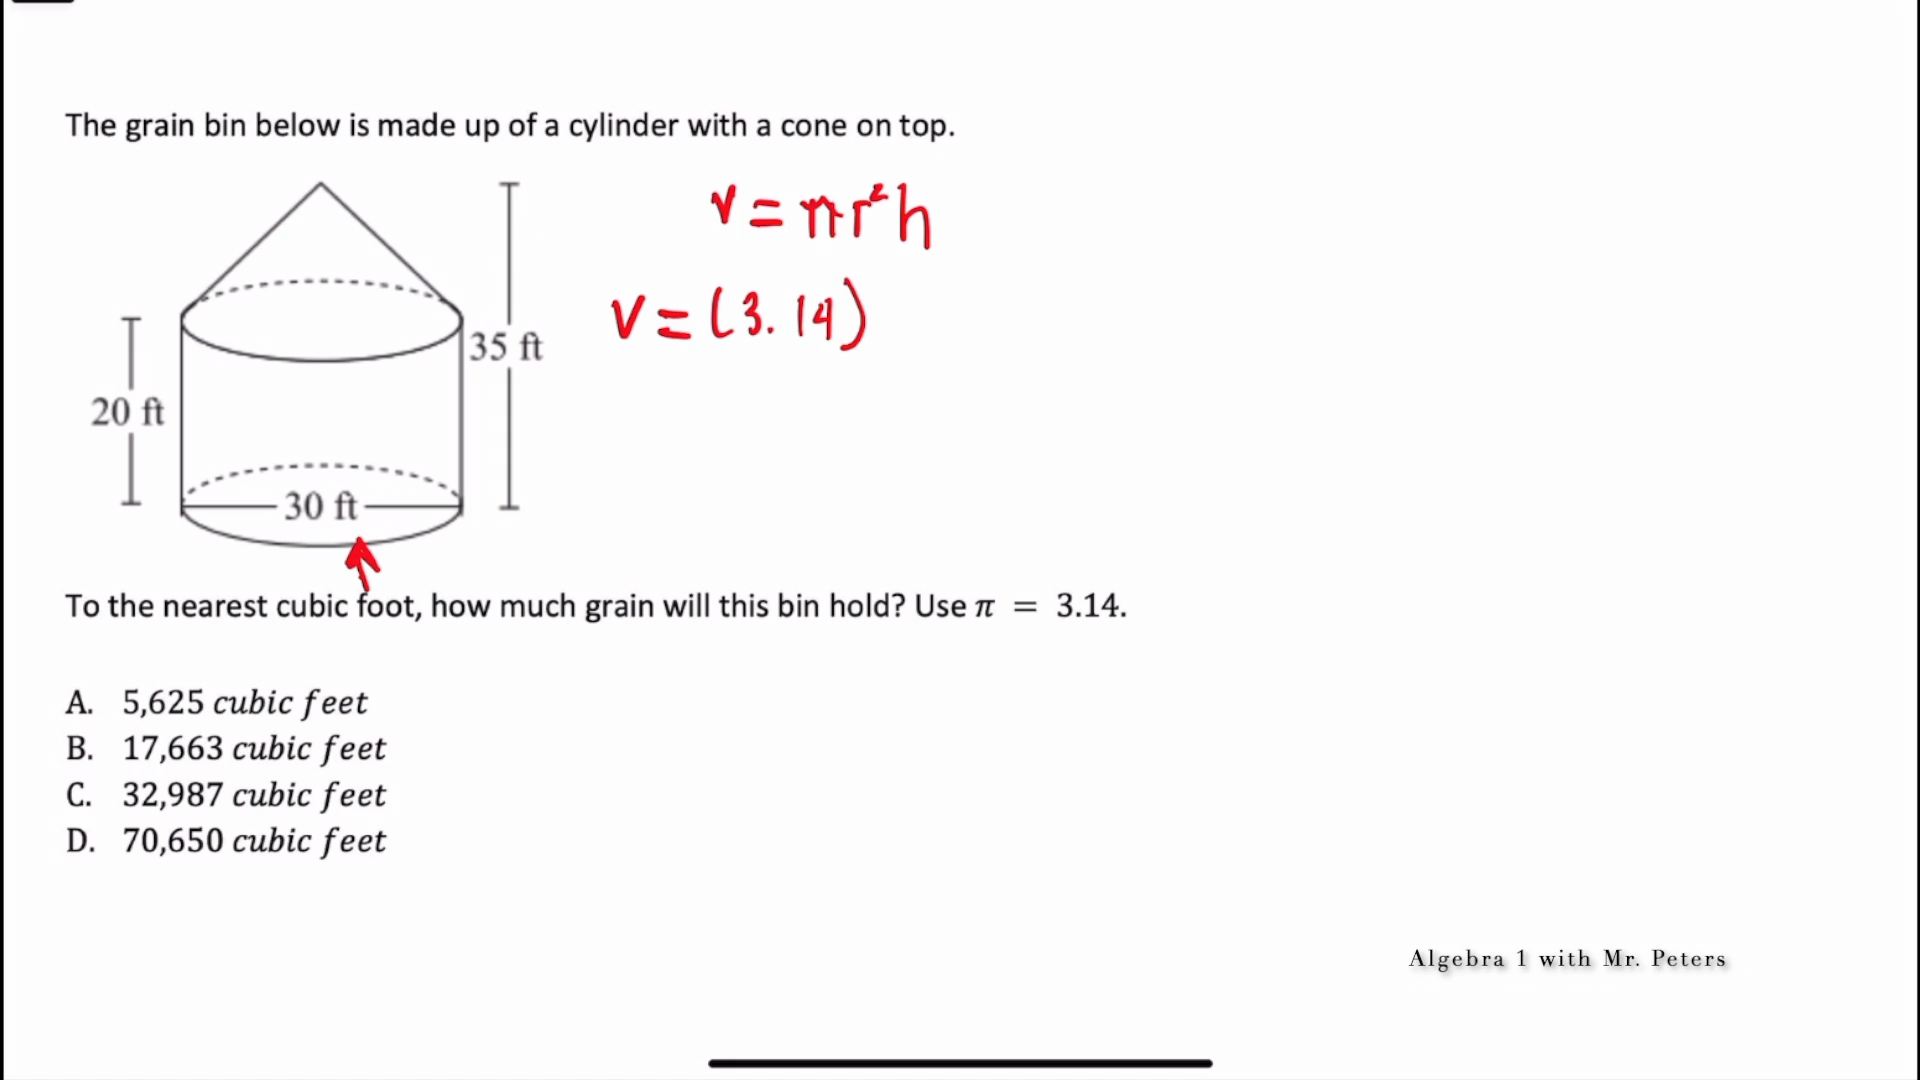 The grain bin below is made up of a cylinder with a cone on top.
V = πr²h
V = (3.14)
35 ft
20 ft
30 ft
To the nearest cubic foot, how much grain will this bin hold? Use π = 3.14.
A. 5,625 cubic feet
B. 17,663 cubic feet
C. 32,987 cubic feet
D. 70,650 cubic feet
Algebra 1 with Mr. Peters